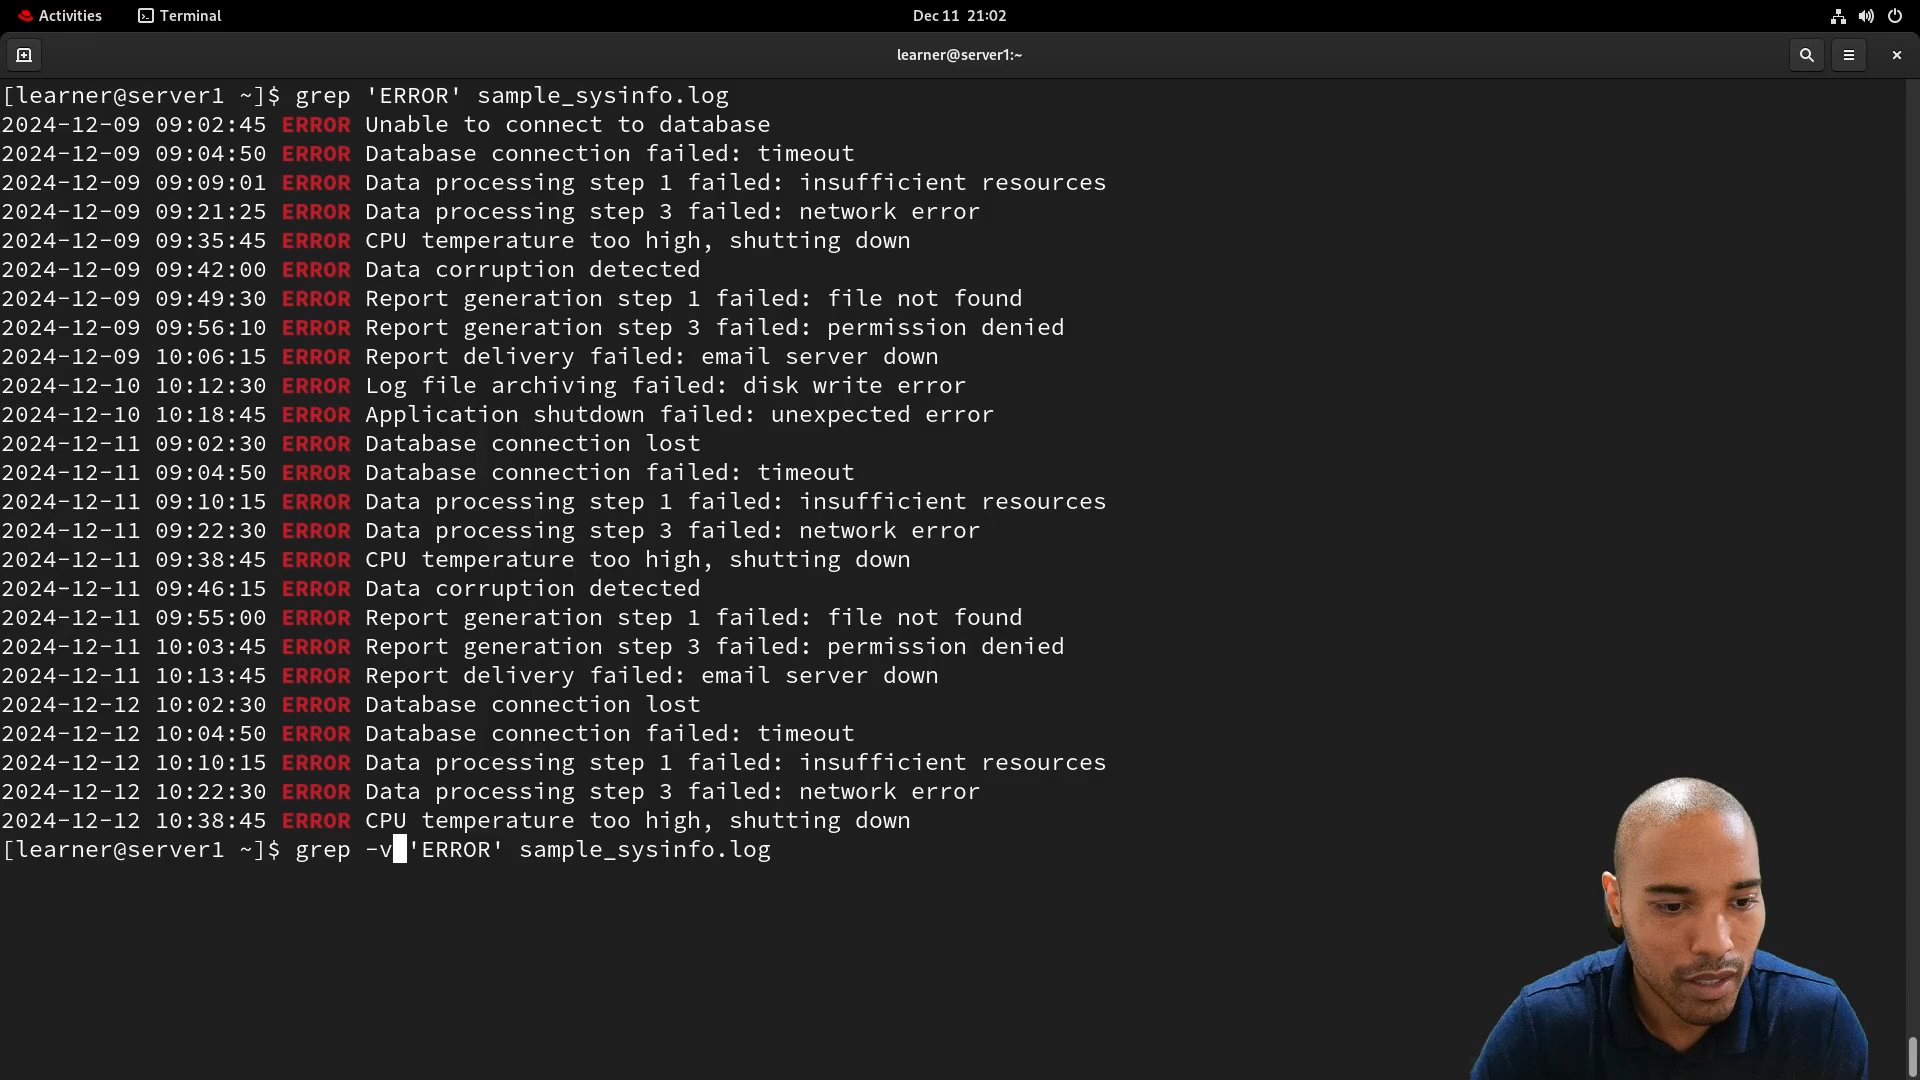 Activities Terminal Dec 11 21:02
learner@server1:~
[learner@server1 ~]$ grep 'ERROR' sample_sysinfo.log
2024-12-09 09:02:45 ERROR Unable to connect to database
2024-12-09 09:04:50 ERROR Database connection failed: timeout
2024-12-09 09:09:01 ERROR Data processing step 1 failed: insufficient resources
2024-12-09 09:21:25 ERROR Data processing step 3 failed: network error
2024-12-09 09:35:45 ERROR CPU temperature too high, shutting down
2024-12-09 09:42:00 ERROR Data corruption detected
2024-12-09 09:49:30 ERROR Report generation step 1 failed: file not found
2024-12-09 09:56:10 ERROR Report generation step 3 failed: permission denied
2024-12-09 10:06:15 ERROR Report delivery failed: email server down
2024-12-10 10:12:30 ERROR Log file archiving failed: disk write error
2024-12-10 10:18:45 ERROR Application shutdown failed: unexpected error
2024-12-11 09:02:30 ERROR Database connection lost
2024-12-11 09:04:50 ERROR Database connection failed: timeout
2024-12-11 09:10:15 ERROR Data processing step 1 failed: insufficient resources
2024-12-11 09:22:30 ERROR Data processing step 3 failed: network error
2024-12-11 09:38:45 ERROR CPU temperature too high, shutting down
2024-12-11 09:46:15 ERROR Data corruption detected
2024-12-11 09:55:00 ERROR Report generation step 1 failed: file not found
2024-12-11 10:03:45 ERROR Report generation step 3 failed: permission denied
2024-12-11 10:13:45 ERROR Report delivery failed: email server down
2024-12-12 10:02:30 ERROR Database connection lost
2024-12-12 10:04:50 ERROR Database connection failed: timeout
2024-12-12 10:10:15 ERROR Data processing step 1 failed: insufficient resources
2024-12-12 10:22:30 ERROR Data processing step 3 failed: network error
2024-12-12 10:38:45 ERROR CPU temperature too high, shutting down
[learner@server1 ~]$ grep -v 'ERROR' sample_sysinfo.log